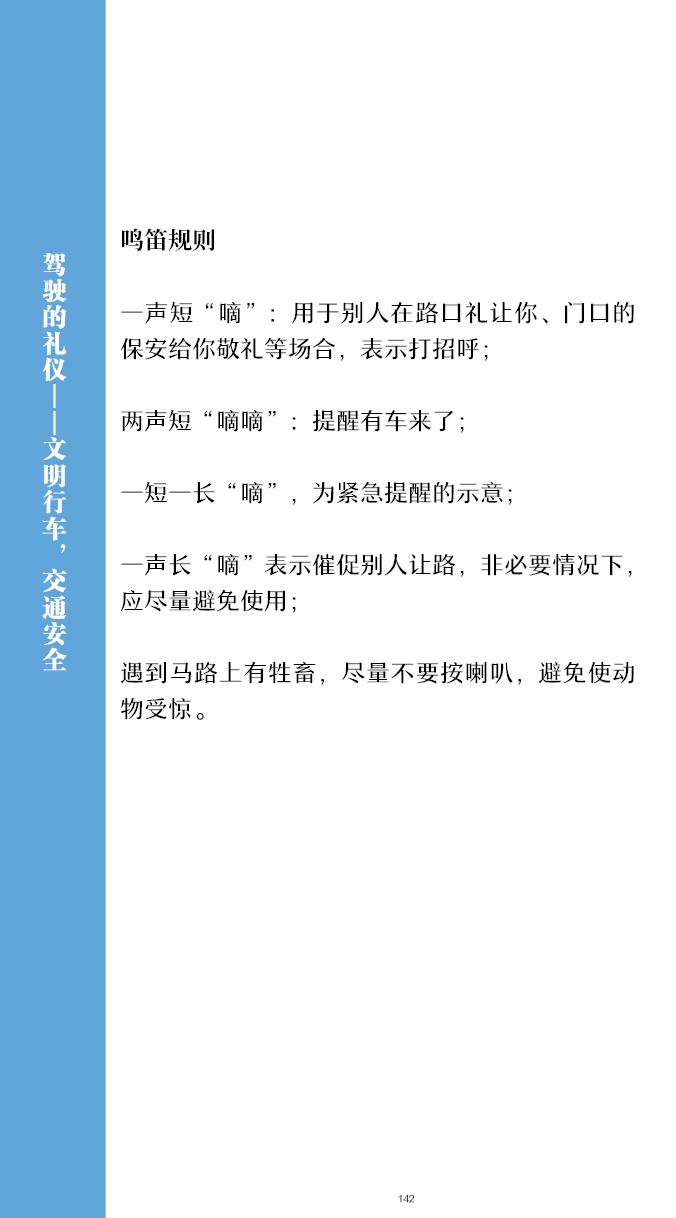 驾驶的礼仪——文明行车，交通安全
鸣笛规则
一声短“嘀”：用于别人在路口礼让你、门口的
保安给你敬礼等场合，表示打招呼；
两声短“嘀嘀”：提醒有车来了；
一短一长“嘀”，为紧急提醒的示意；
一声长“嘀”表示催促别人让路，非必要情况下，
应尽量避免使用；
遇到马路上有牲畜，尽量不要按喇叭，避免使动
物受惊。
142